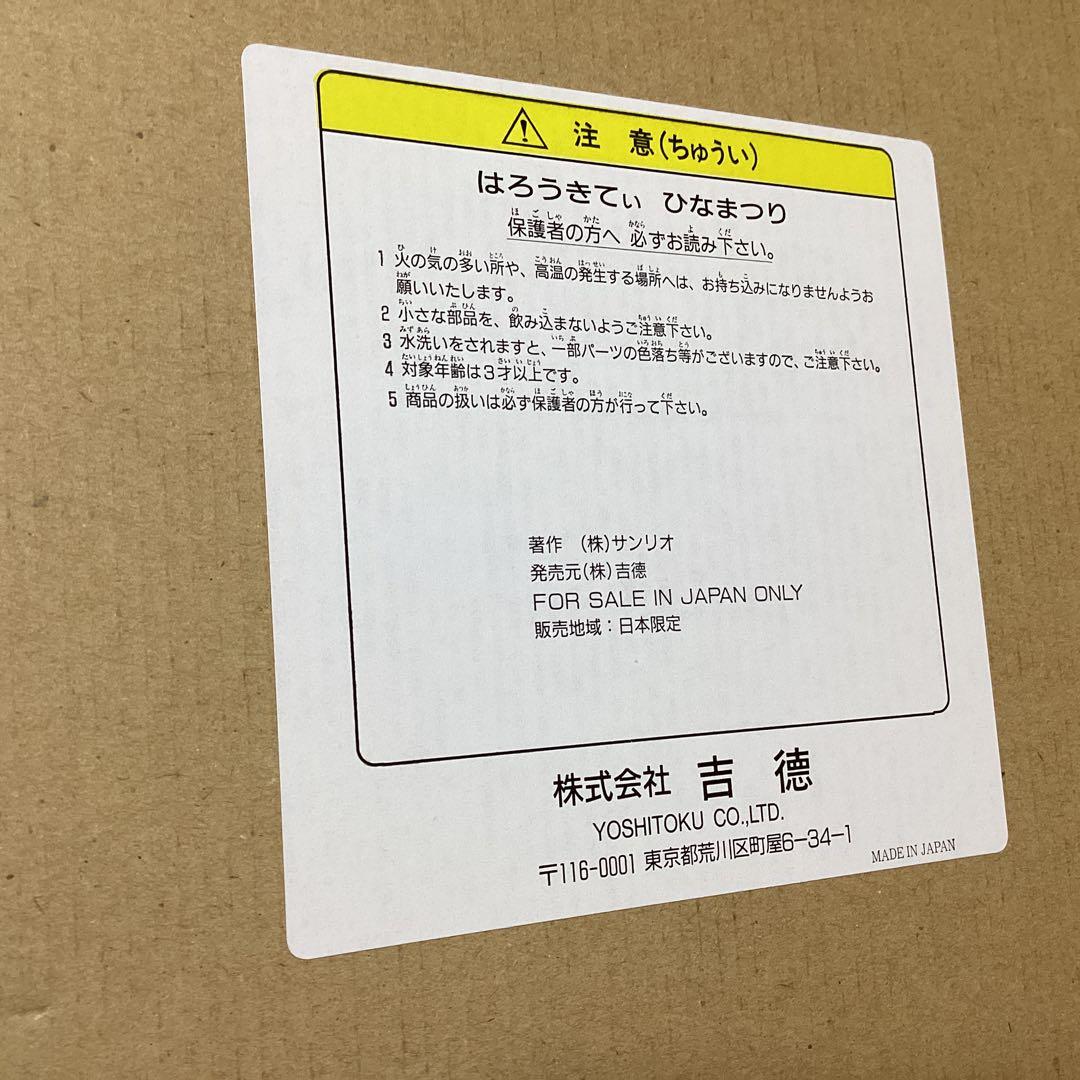 注 意(ちゅうい)
はろうきてぃ ひなまつり
保護者の方へ 必ずお読み下さい。
1 火の気の多い所や、高温の発生する場所へは、お持ち込みになりませんようお
願いいたします。
2 小さな部品を、飲み込まないようご注意下さい。
3 水洗いをされますと、一部パーツの色落ち等がございますので、ご注意下さい。
4 対象年齢は3才以上です。
5 商品の扱いは必ず保護者の方が行って下さい。
著作 (株)サンリオ
発売元(株)吉徳
FOR SALE IN JAPAN ONLY
販売地域:日本限定
株式会社 吉 徳
YOSHITOKU CO.,LTD.
〒116-0001 東京都荒川区町屋6-34-1
MADE IN JAPAN